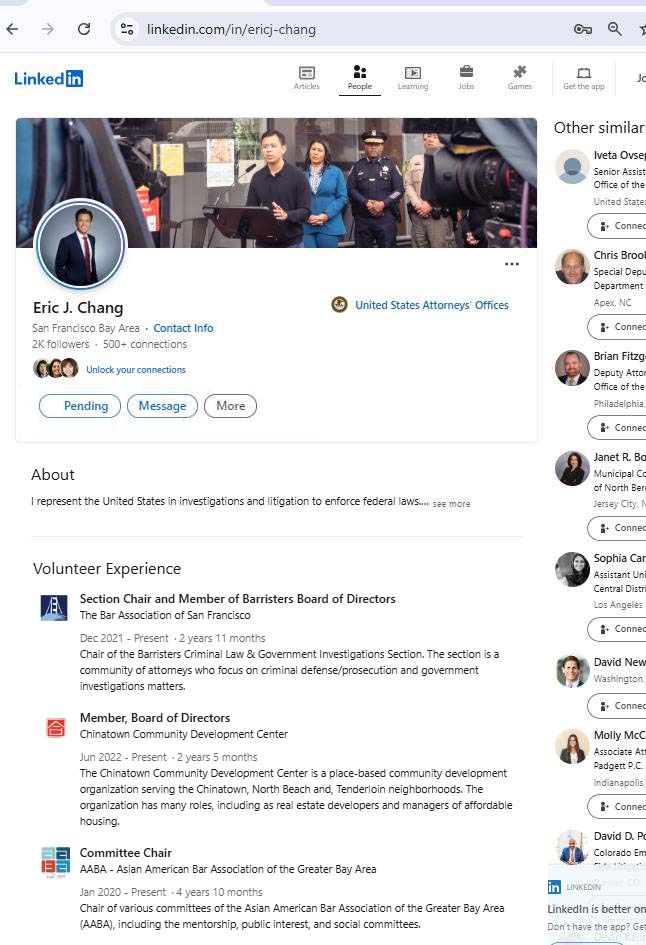 linkedin.com/in/ericj-chang
Linked in
Articles
People
Learning
Jobs
Games
Get the app
Jo
Other similar
Eric J. Chang
United States Attorneys' Offices
San Francisco Bay Area · Contact Info
2K followers · 500+ connections
Unlock your connections
Pending
Message
More
About
I represent the United States in investigations and litigation to enforce federal laws.... see more
Volunteer Experience
Section Chair and Member of Barristers Board of Directors
The Bar Association of San Francisco
Dec 2021 - Present · 2 years 11 months
Chair of the Barristers Criminal Law & Government Investigations Section. The section is a
community of attorneys who focus on criminal defense/prosecution and government
investigations matters.
Member, Board of Directors
Chinatown Community Development Center
Jun 2022 - Present · 2 years 5 months
The Chinatown Community Development Center is a place-based community development
organization serving the Chinatown, North Beach and, Tenderloin neighborhoods. The
organization has many roles, including as real estate developers and managers of affordable
housing.
AABA
Committee Chair
AABA - Asian American Bar Association of the Greater Bay Area
Jan 2020 - Present · 4 years 10 months
Chair of various committees of the Asian American Bar Association of the Greater Bay Area
(AABA), including the mentorship, public interest, and social committees.
Iveta Ovsep
Senior Assist
Office of the
United States
Connec
Chris Brool
Special Depu
Department
Apex, NC
Connec
Brian Fitzg
Deputy Attor
Office of the
Philadelphia,
Connec
Janet R. Bo
Municipal Co
of North Ber
Jersey City, N
Connec
Sophia Car
Assistant Uni
Central Distri
Los Angeles
Connec
David New
Washington,
Connec
Molly McC
Associate Att
Padgett P.C.
Indianapolis,
Connec
David D. Po
Colorado Em
in LINKEDIN
LinkedIn is better on
Don't have the app? Get